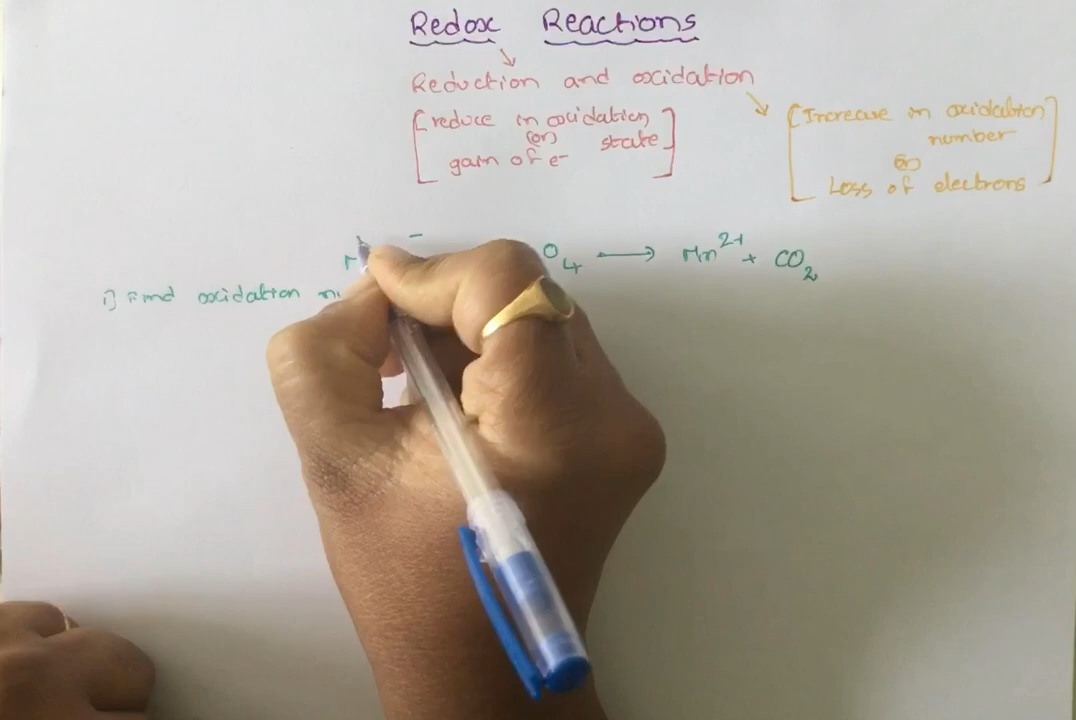 Redox Reactions
Reduction and oxidation
[reduce in oxidation
(or) state]
gain of e-
[Increase in oxidation]
number
(or)
Loss of electrons
- O4 → Mn2+ + CO2
1) Find oxidation